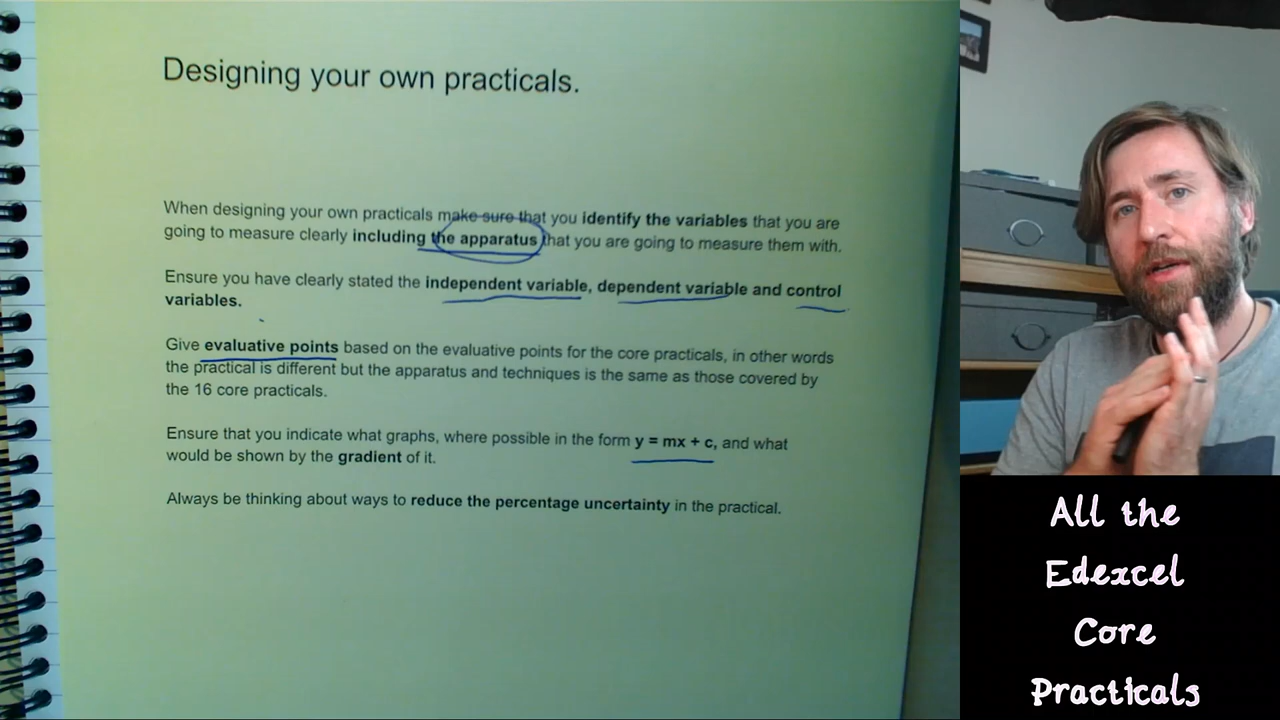 Designing your own practicals.
When designing your own practicals make sure that you identify the variables that you are
going to measure clearly including the apparatus that you are going to measure them with.
Ensure you have clearly stated the independent variable, dependent variable and control
variables.
Give evaluative points based on the evaluative points for the core practicals, in other words
the practical is different but the apparatus and techniques is the same as those covered by
the 16 core practicals.
Ensure that you indicate what graphs, where possible in the form y = mx + c, and what
would be shown by the gradient of it.
Always be thinking about ways to reduce the percentage uncertainty in the practical.
All the
Edexcel
Core
Practicals